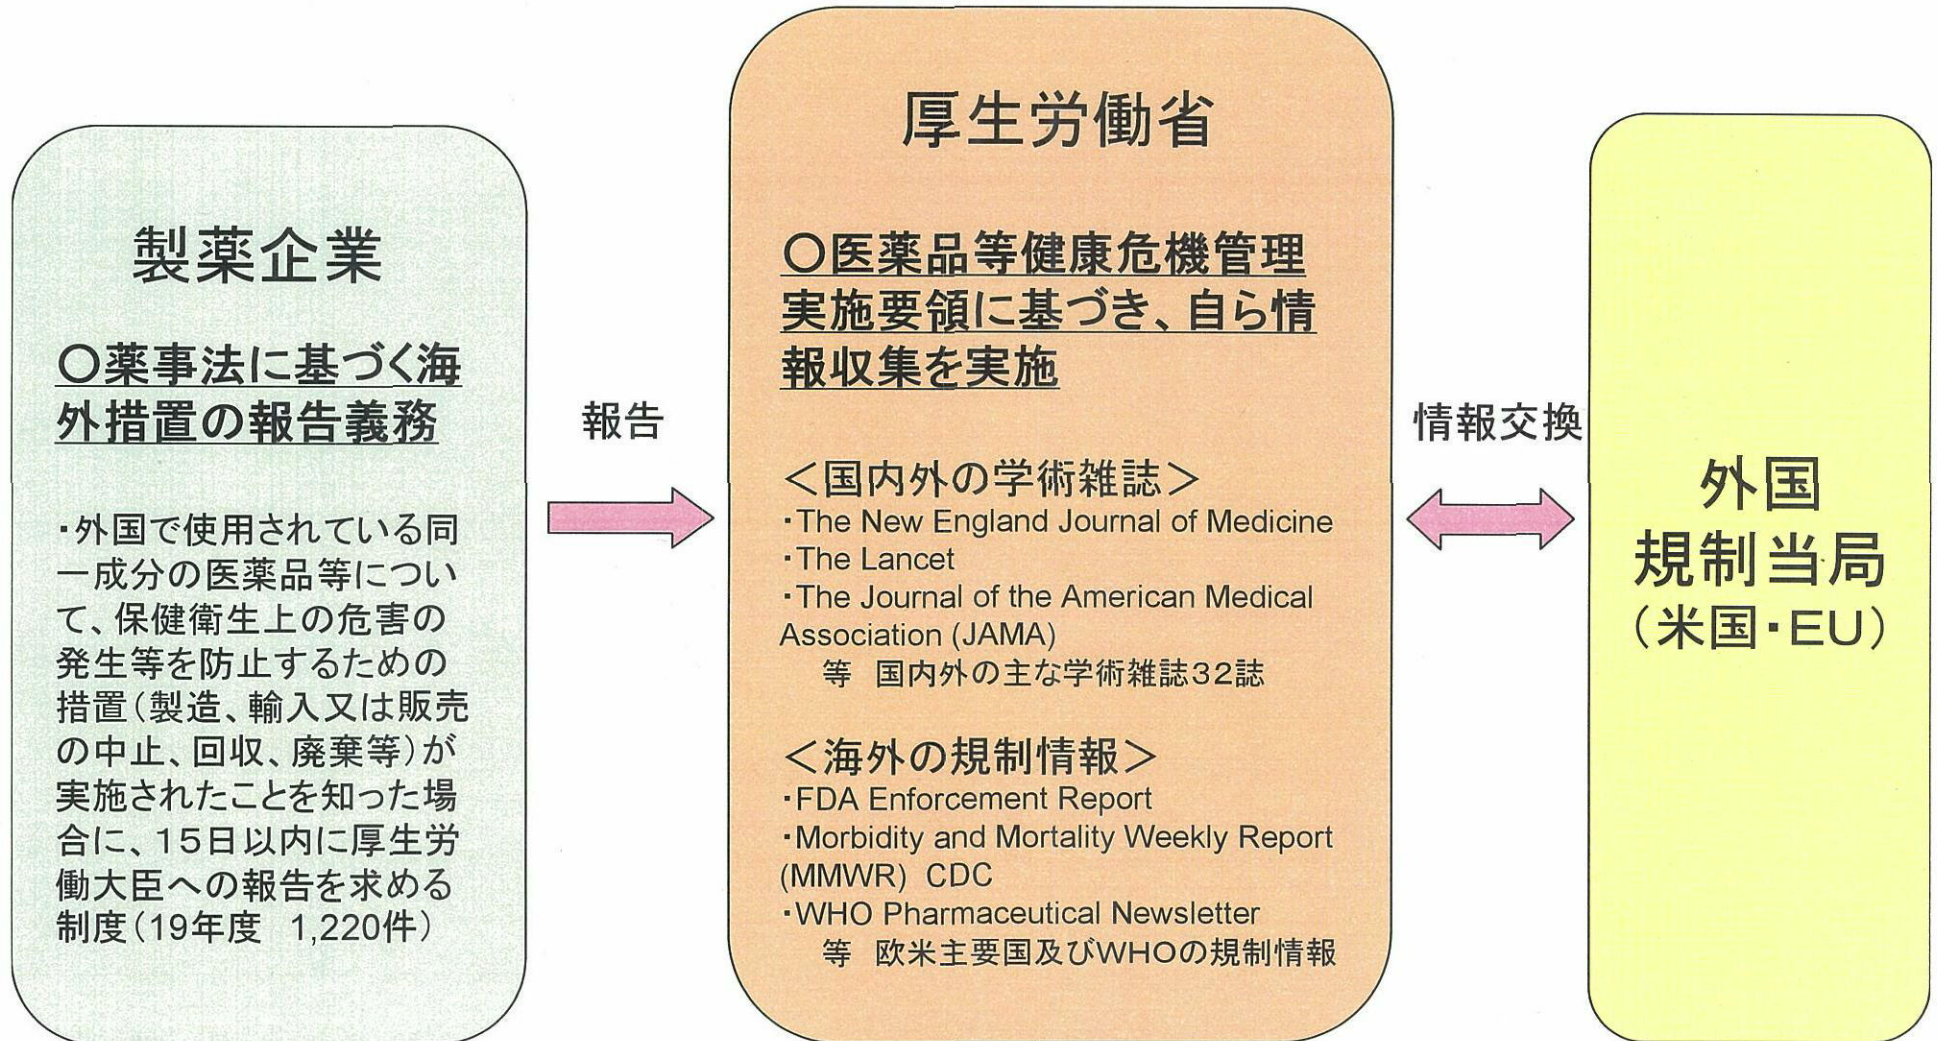 製薬企業
〇薬事法に基づく海
外措置の報告義務
・外国で使用されている同
一成分の医薬品等につい
て、保健衛生上の危害の
発生等を防止するための
措置(製造、輸入又は販売
の中止、回収、廃棄等)が
実施されたことを知った場
合に、15日以内に厚生労
働大臣への報告を求める
制度(19年度 1,220件)
報告
厚生労働省
〇医薬品等健康危機管理
実施要領に基づき、自ら情
報収集を実施
<国内外の学術雑誌>
・The New England Journal of Medicine
・The Lancet
・The Journal of the American Medical
Association (JAMA)
等 国内外の主な学術雑誌32誌
<海外の規制情報>
・FDA Enforcement Report
・Morbidity and Mortality Weekly Report
(MMWR) CDC
・WHO Pharmaceutical Newsletter
等 欧米主要国及びWHOの規制情報
情報交換
外国
規制当局
(米国・EU)